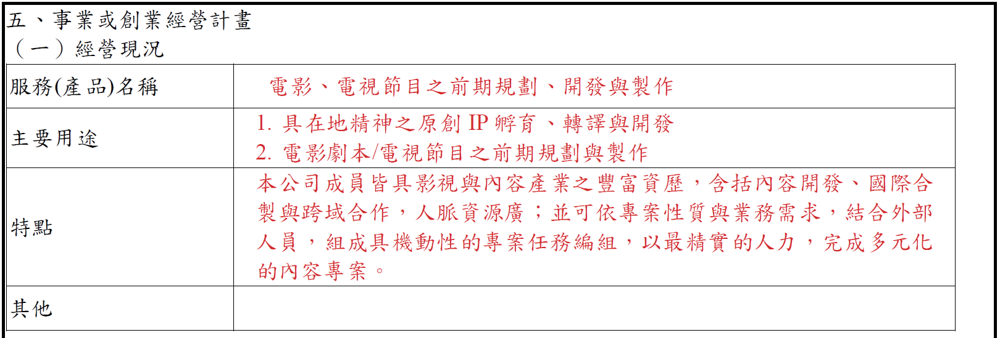 五、事業或創業經營計畫
（一）經營現況
服務(產品)名稱
電影、電視節目之前期規劃、開發與製作
主要用途
1. 具在地精神之原創 IP 孵育、轉譯與開發
2. 電影劇本/電視節目之前期規劃與製作
特點
本公司成員皆具影視與內容產業之豐富資歷，含括內容開發、國際合
製與跨域合作，人脈資源廣；並可依專案性質與業務需求，結合外部
人員，組成具機動性的專案任務編組，以最精實的人力，完成多元化
的內容專案。
其他